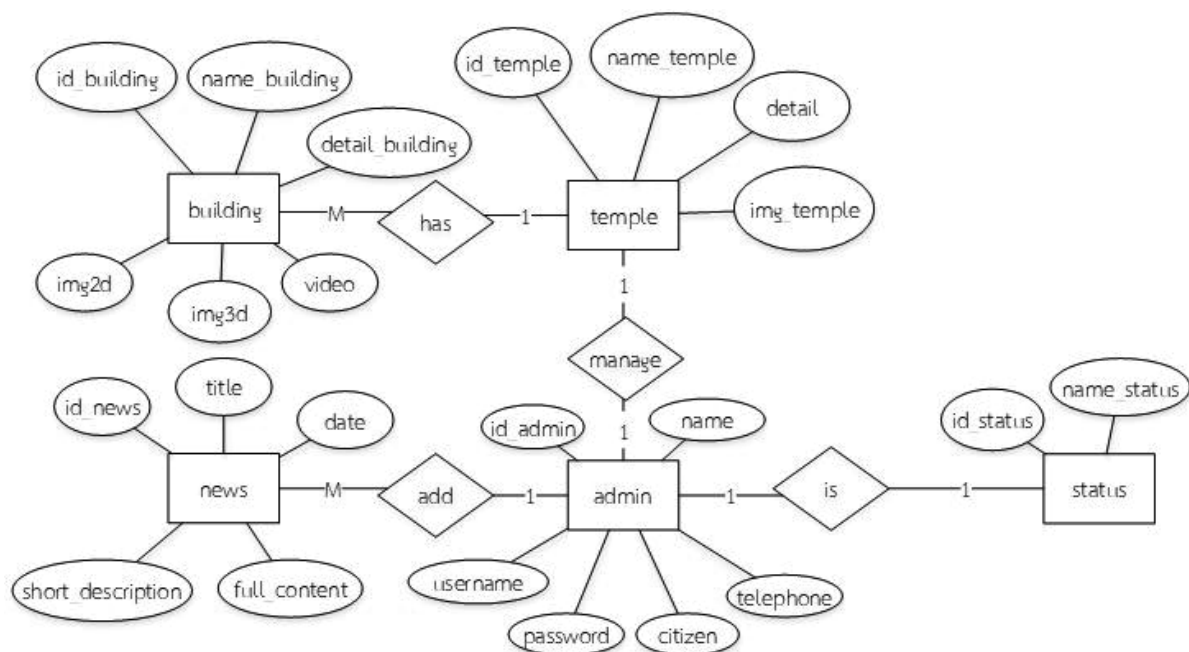 id_building
name_building
id_temple
name_temple
detail_building
detail
building
M
has
1
temple
img_temple
img2d
img3d
video
1
manage
title
id_news
date
id_admin
1
name
id_status
name_status
news
M
add
1
admin
1
is
1
status
short_description
full_content
username
password
citizen
telephone